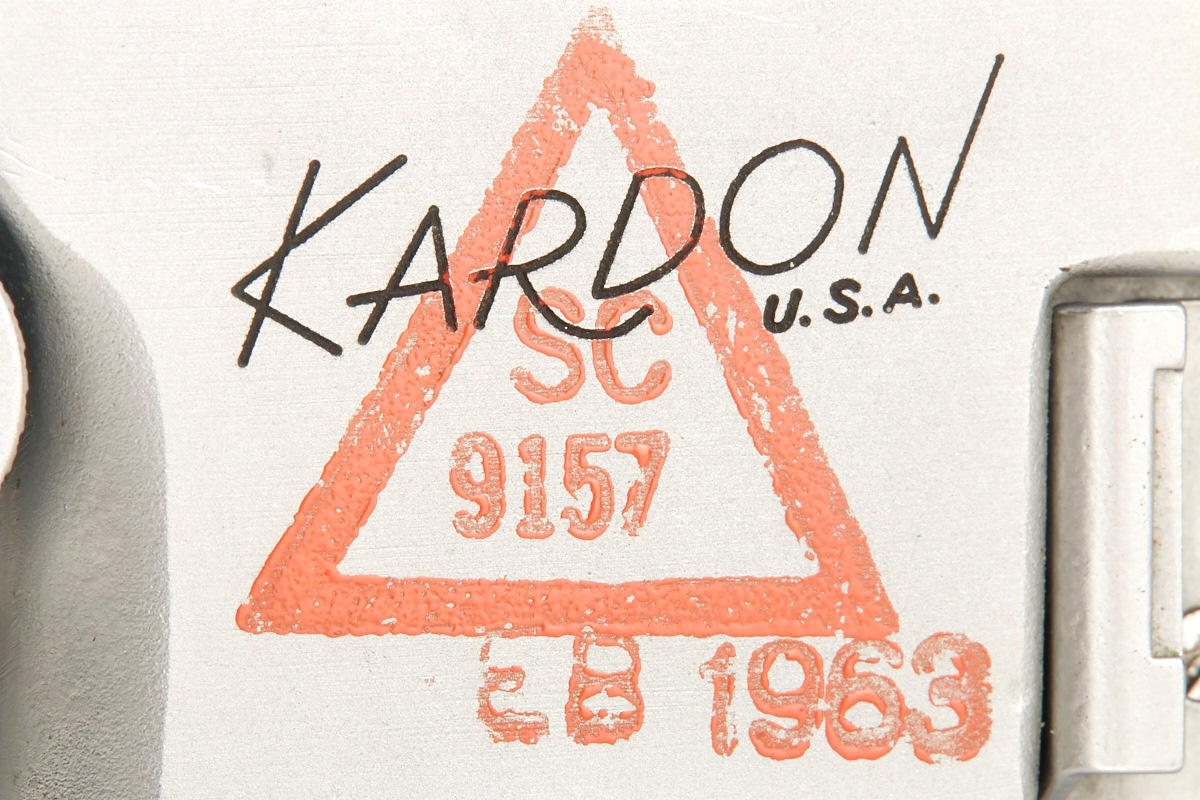 KARDON
U.S.A.
SC
9157
1963